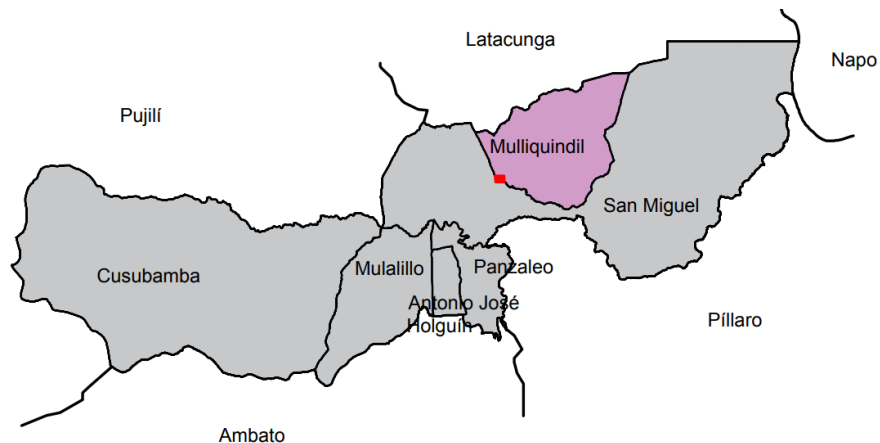 Latacunga
Napo
Pujilí
Mulliquindil
San Miguel
Cusubamba
Mulalillo
Panzaleo
Antonio José
Holguín
Píllaro
Ambato